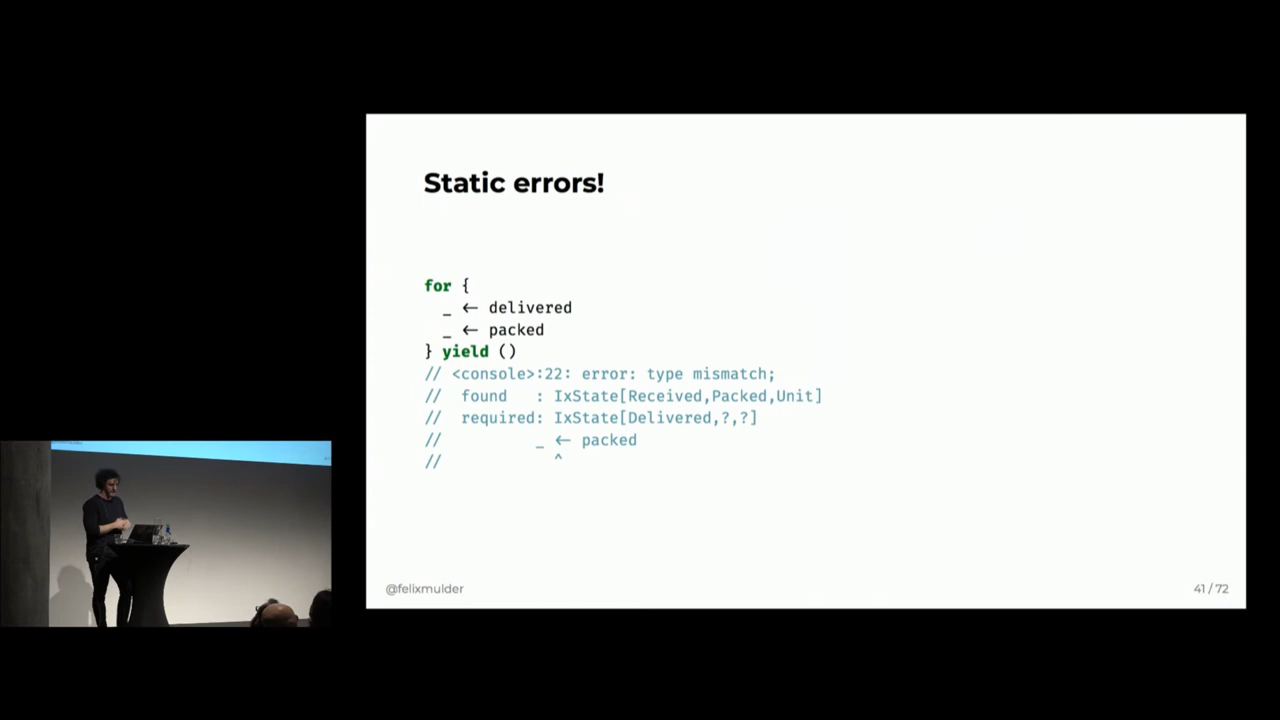 Static errors!
for {
  _ ← delivered
  _ ← packed
} yield ()
// <console>:22: error: type mismatch;
//  found   : IxState[Received,Packed,Unit]
//  required: IxState[Delivered,?,?]
//          _ ← packed
//            ^
@felixmulder
41 / 72